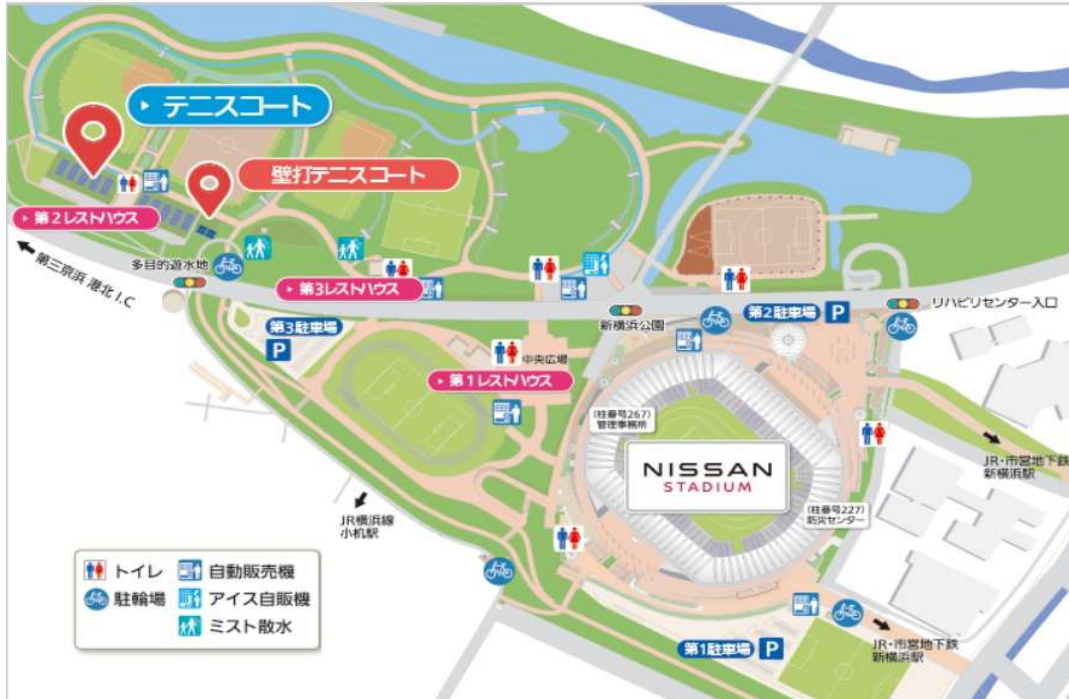 テニスコート
壁打テニスコート
第2レストハウス
第三京浜 港北 I.C
多目的遊水地
第3レストハウス
第3駐車場
P
新横浜公園
第2駐車場 P
リハビリセンター入口
中央広場
第1レストハウス
(柱番号267)
管理事務所
NISSAN
STADIUM
(柱番号227)
防災センター
JR・市営地下鉄
新横浜駅
JR横浜線
小机駅
トイレ
自動販売機
駐輪場
アイス自販機
ミスト散水
第1駐車場 P
JR・市営地下鉄
新横浜駅